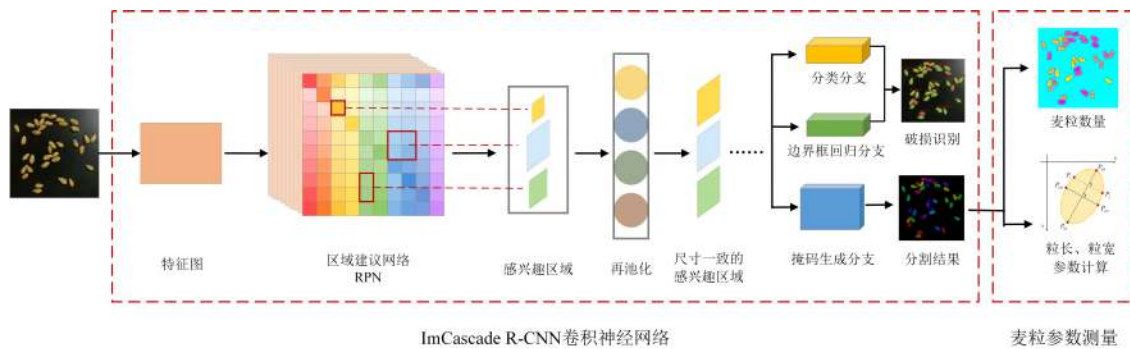 特征图
区域建议网络
RPN
感兴趣区域
再池化
尺寸一致的
感兴趣区域
......
分类分支
边界框回归分支
掩码生成分支
破损识别
分割结果
麦粒数量
粒长、粒宽
参数计算
ImCascade R-CNN卷积神经网络
麦粒参数测量